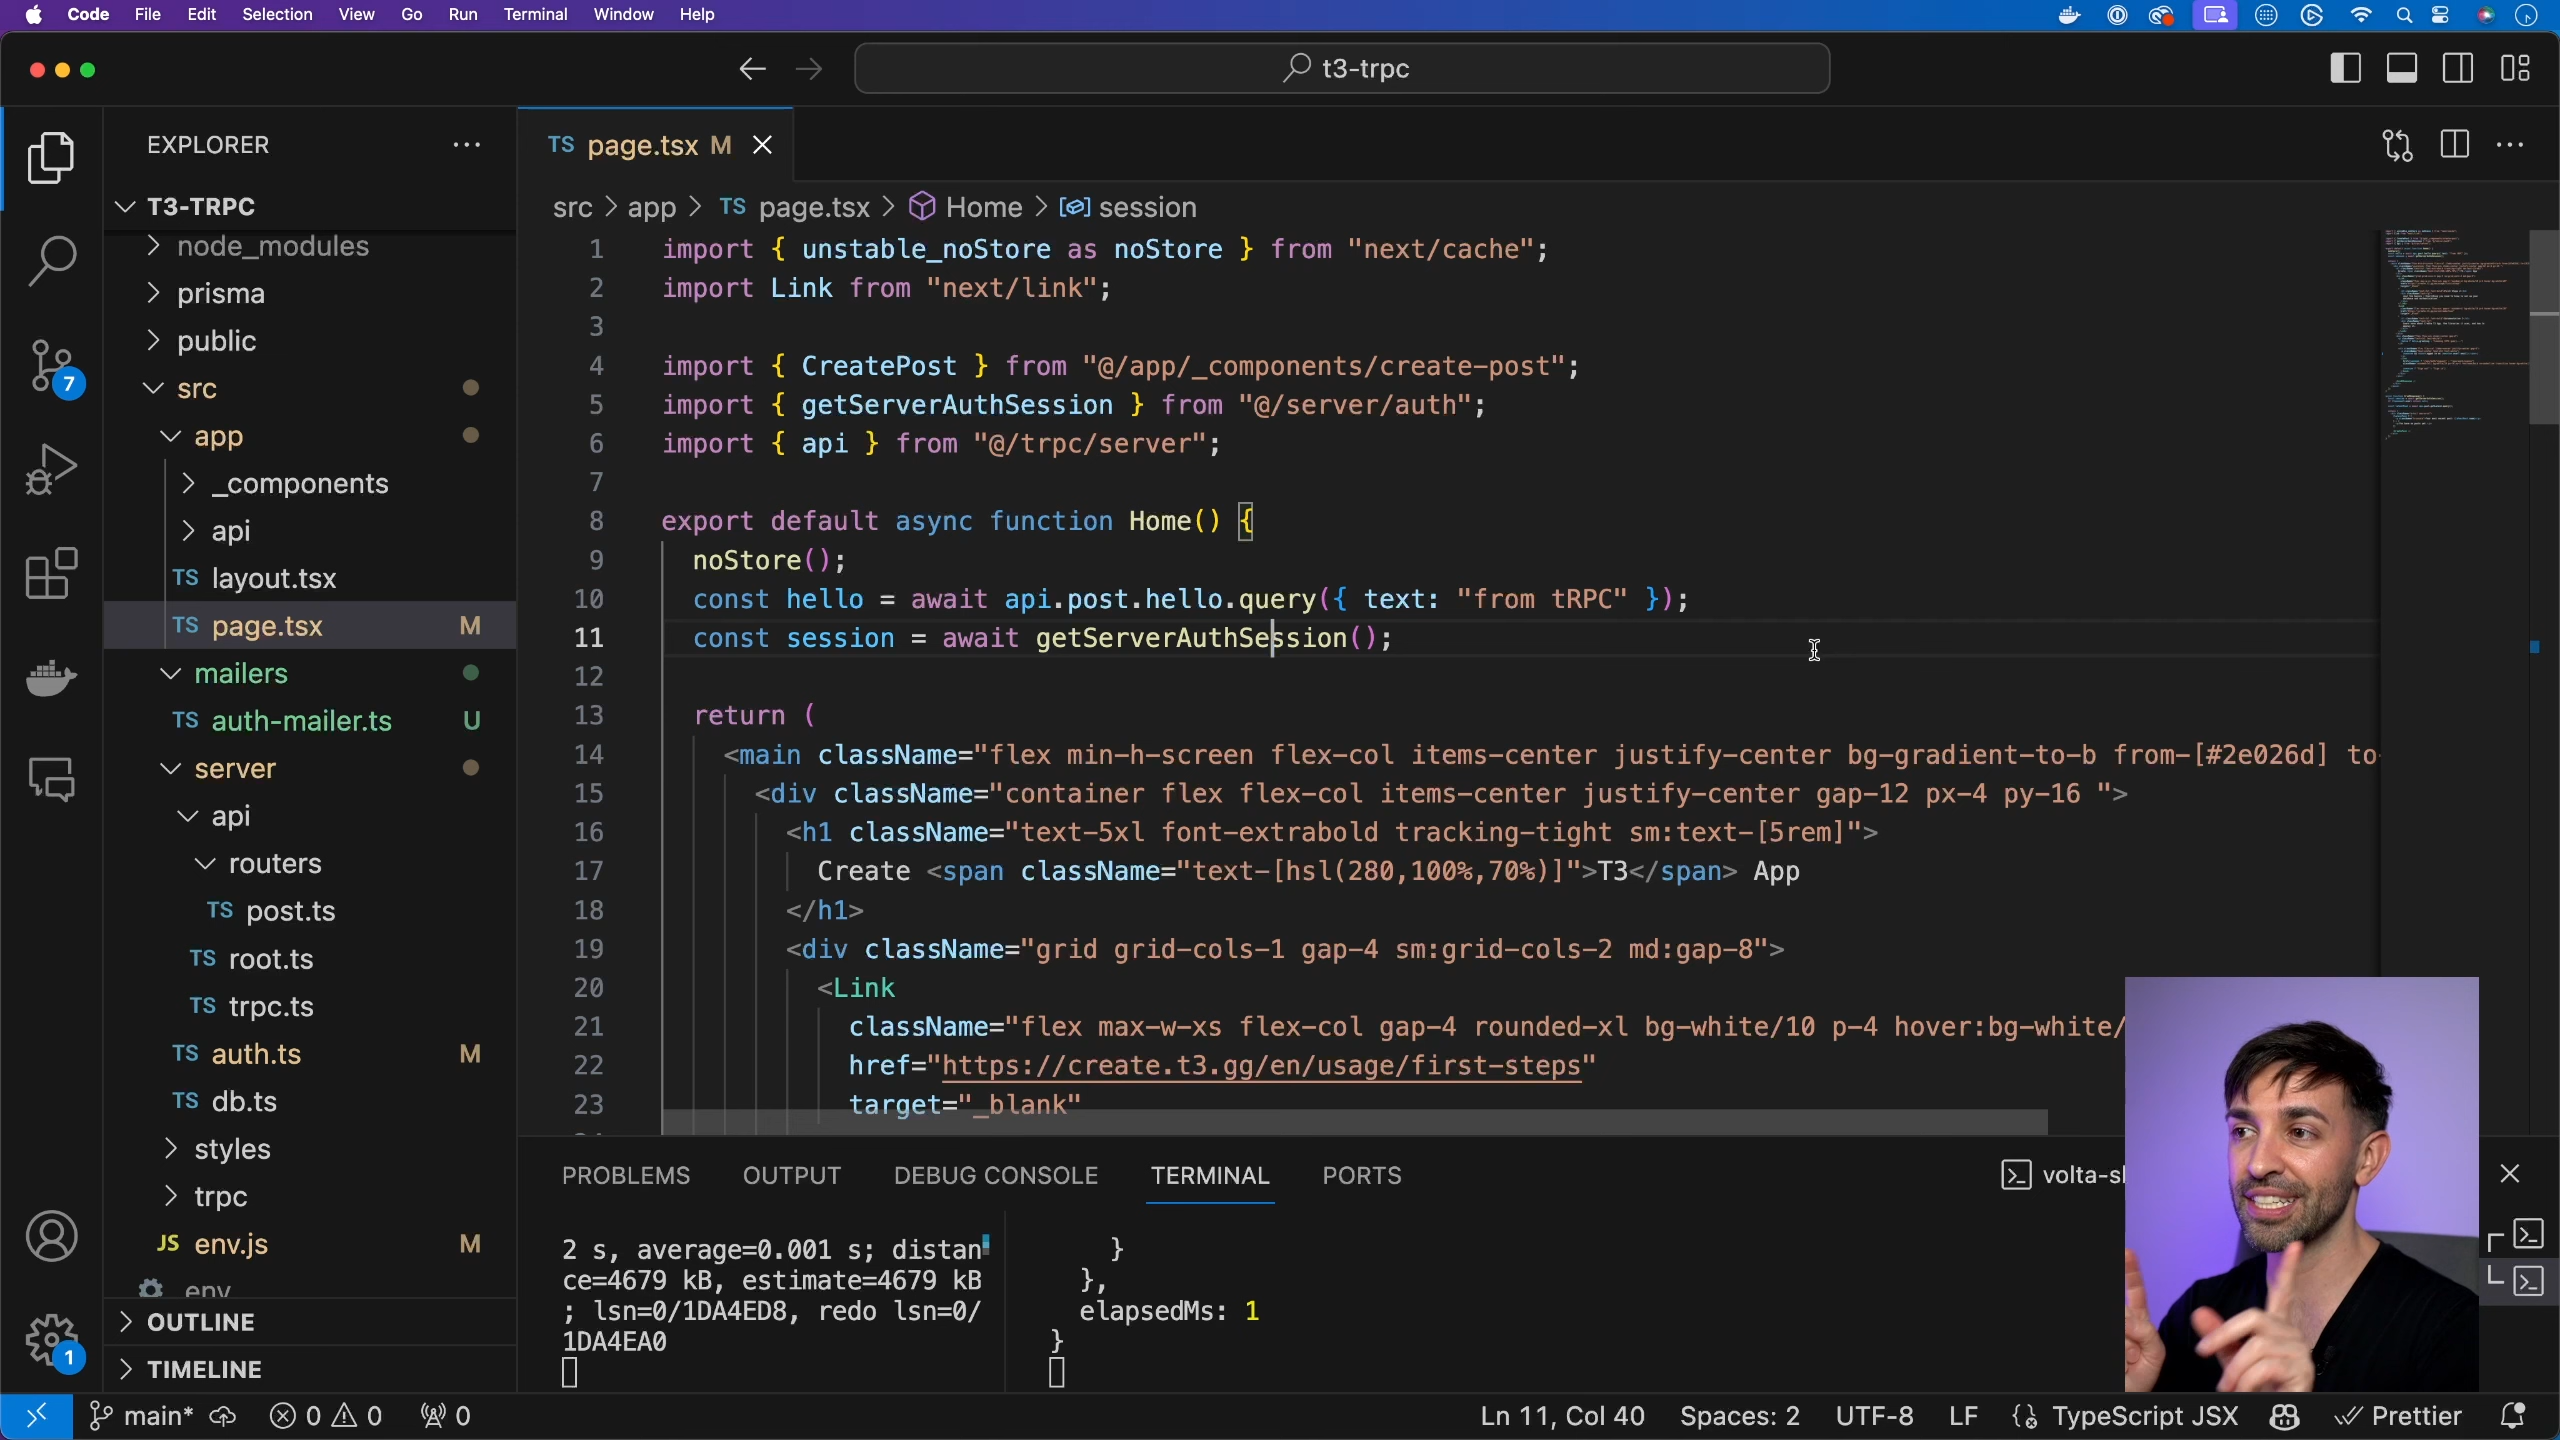 Code File Edit Selection View Go Run Terminal Window Help
t3-trpc
EXPLORER
T3-TRPC
node_modules
prisma
public
src
app
_components
api
TS layout.tsx
TS page.tsx M
mailers
TS auth-mailer.ts U
server
api
routers
TS post.ts
TS root.ts
TS trpc.ts
TS auth.ts M
TS db.ts
styles
trpc
JS env.js M
env
OUTLINE
TIMELINE
7
1
TS page.tsx M
src > app > TS page.tsx > Home > session
1 import { unstable_noStore as noStore } from "next/cache";
2 import Link from "next/link";
3
4 import { CreatePost } from "@/app/_components/create-post";
5 import { getServerAuthSession } from "@/server/auth";
6 import { api } from "@/trpc/server";
7
8 export default async function Home() {
9 noStore();
10 const hello = await api.post.hello.query({ text: "from tRPC" });
11 const session = await getServerAuthSession();
12
13 return (
14 <main className="flex min-h-screen flex-col items-center justify-center bg-gradient-to-b from-[#2e026d] to-
15 <div className="container flex flex-col items-center justify-center gap-12 px-4 py-16 ">
16 <h1 className="text-5xl font-extrabold tracking-tight sm:text-[5rem]">
17 Create <span className="text-[hsl(280,100%,70%)]">T3</span> App
18 </h1>
19 <div className="grid grid-cols-1 gap-4 sm:grid-cols-2 md:gap-8">
20 <Link
21 className="flex max-w-xs flex-col gap-4 rounded-xl bg-white/10 p-4 hover:bg-white/
22 href="https://create.t3.gg/en/usage/first-steps"
23 target="_blank"
PROBLEMS OUTPUT DEBUG CONSOLE TERMINAL PORTS
volta-sh
2 s, average=0.001 s; distan
ce=4679 kB, estimate=4679 kB
; lsn=0/1DA4ED8, redo lsn=0/
1DA4EA0
}
},
elapsedMs: 1
}
main* 0 0 0
Ln 11, Col 40 Spaces: 2 UTF-8 LF TypeScript JSX Prettier